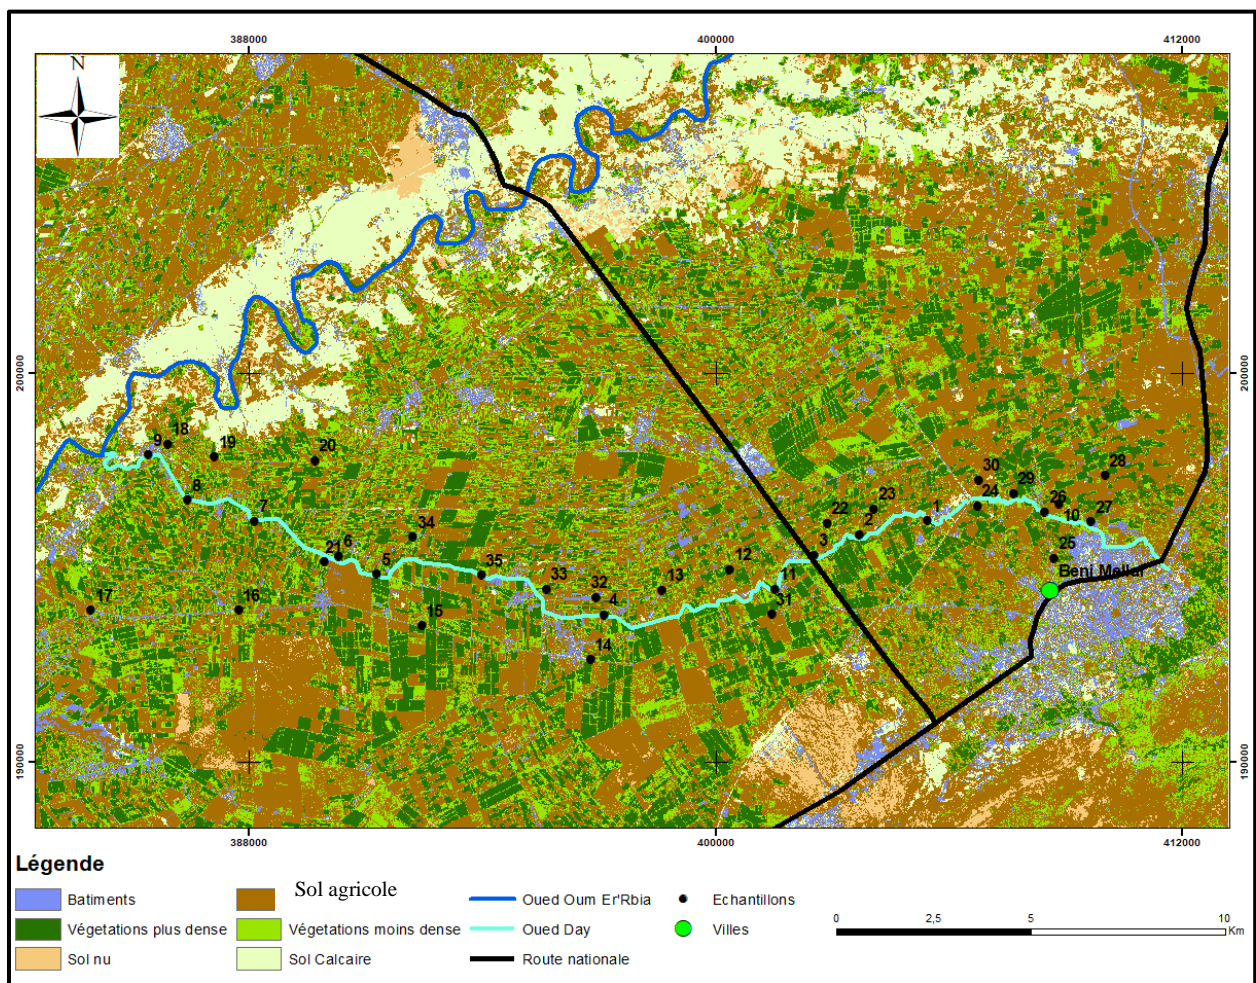 388000 400000 412000
N
200000 200000
18
9 19 20
8
7
34
21 6 5
35
33 32 4
13 12
11
31
3
22 23
2
1
30
24 29
26
10 27
28
25
Beni Mellal
17 16 15
14
190000 190000
388000 400000 412000
Légende
Batiments
Sol agricole
Oued Oum Er'Rbia
Echantillons
Végetations plus dense
Végetations moins dense
Oued Day
Villes
Sol nu
Sol Calcaire
Route nationale
0 2,5 5 10
Km